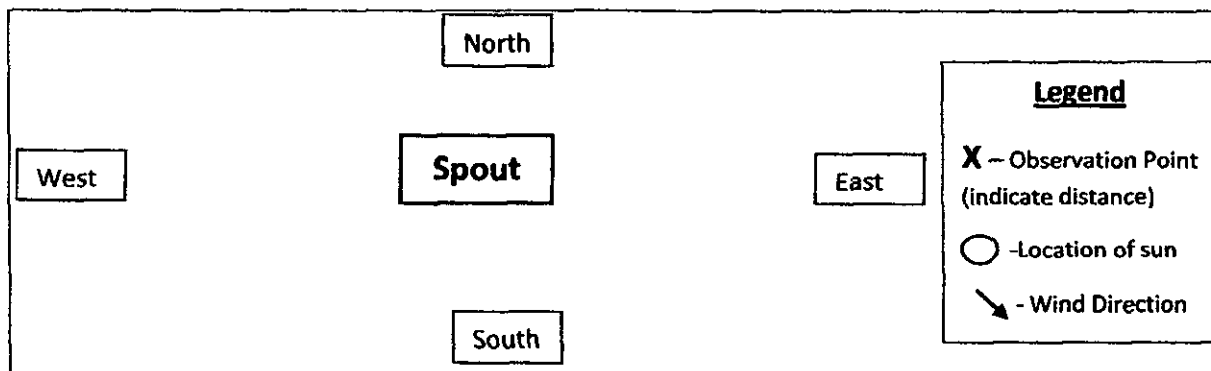 North
Legend
West
Spout
East
X – Observation Point
(indicate distance)
-Location of sun
- Wind Direction
South